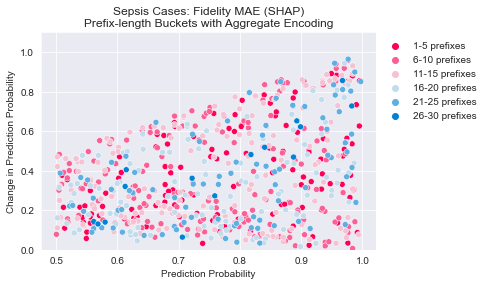 Sepsis Cases: Fidelity MAE (SHAP)
Prefix-length Buckets with Aggregate Encoding
1-5 prefixes
6-10 prefixes
11-15 prefixes
16-20 prefixes
21-25 prefixes
26-30 prefixes
Change in Prediction Probability
1.0
0.8
0.6
0.4
0.2
0.0
0.5 0.6 0.7 0.8 0.9 1.0
Prediction Probability